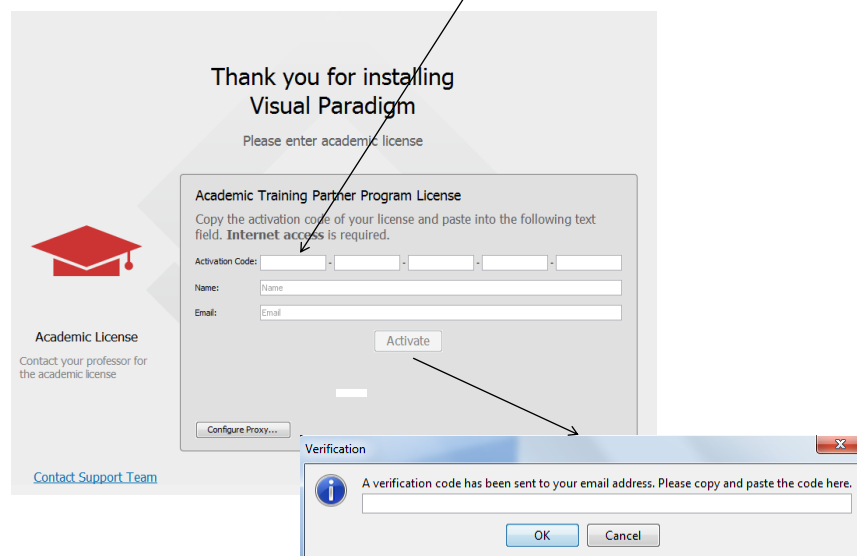 Thank you for installing
Visual Paradigm
Please enter academic license
Academic Training Partner Program License
Copy the activation code of your license and paste into the following text
field. Internet access is required.
Activation Code: - - - -
Name: Name
Email: Email
Activate
Academic License
Contact your professor for
the academic license
Configure Proxy...
Contact Support Team
Verification
A verification code has been sent to your email address. Please copy and paste the code here.
OK Cancel